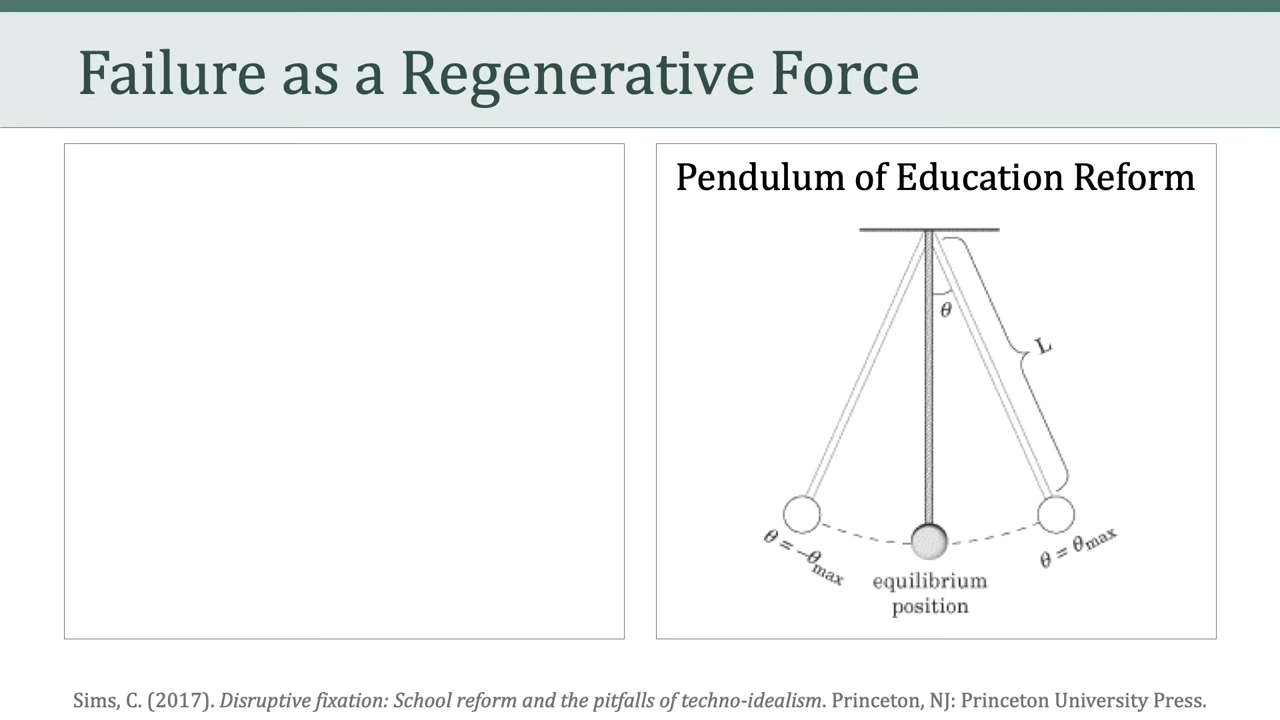 Failure as a Regenerative Force
Pendulum of Education Reform
θ
L
θ = −θmax
θ = θmax
equilibrium
position
Sims, C. (2017). Disruptive fixation: School reform and the pitfalls of techno-idealism. Princeton, NJ: Princeton University Press.